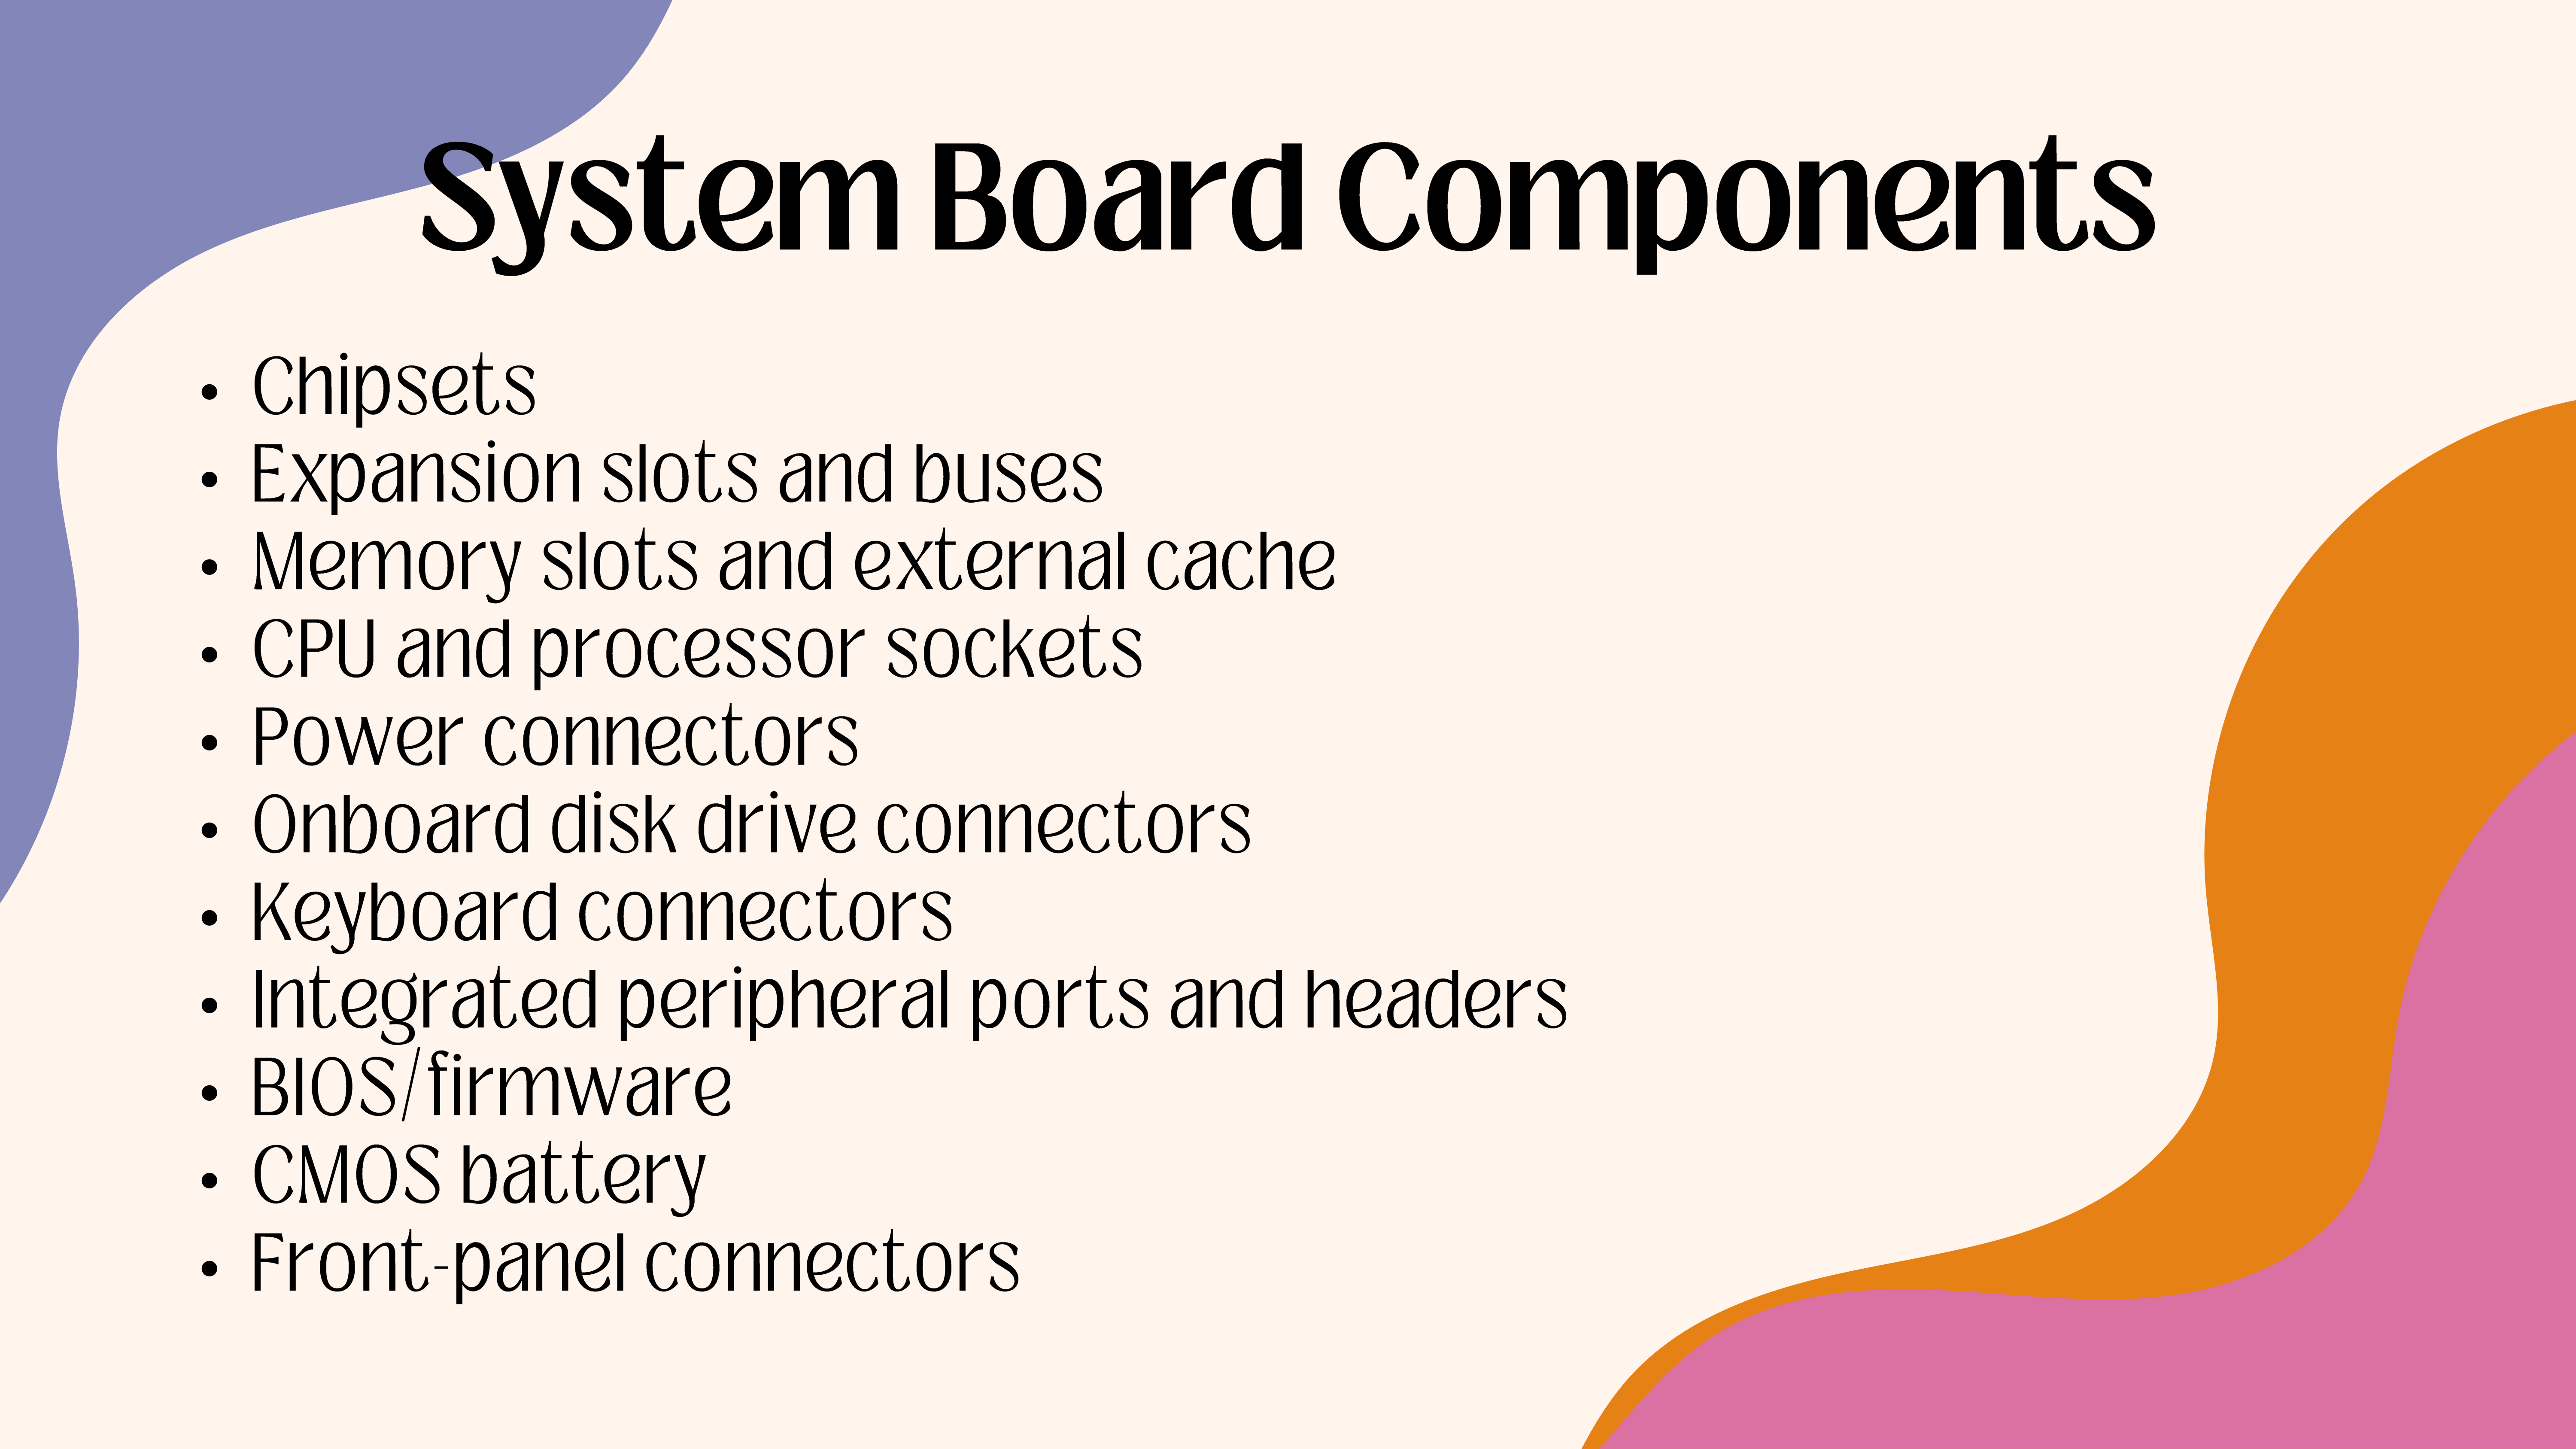 System Board Components
• Chipsets
• Expansion slots and buses
• Memory slots and external cache
• CPU and processor sockets
• Power connectors
• Onboard disk drive connectors
• Keyboard connectors
• Integrated peripheral ports and headers
• BIOS/firmware
• CMOS battery
• Front-panel connectors